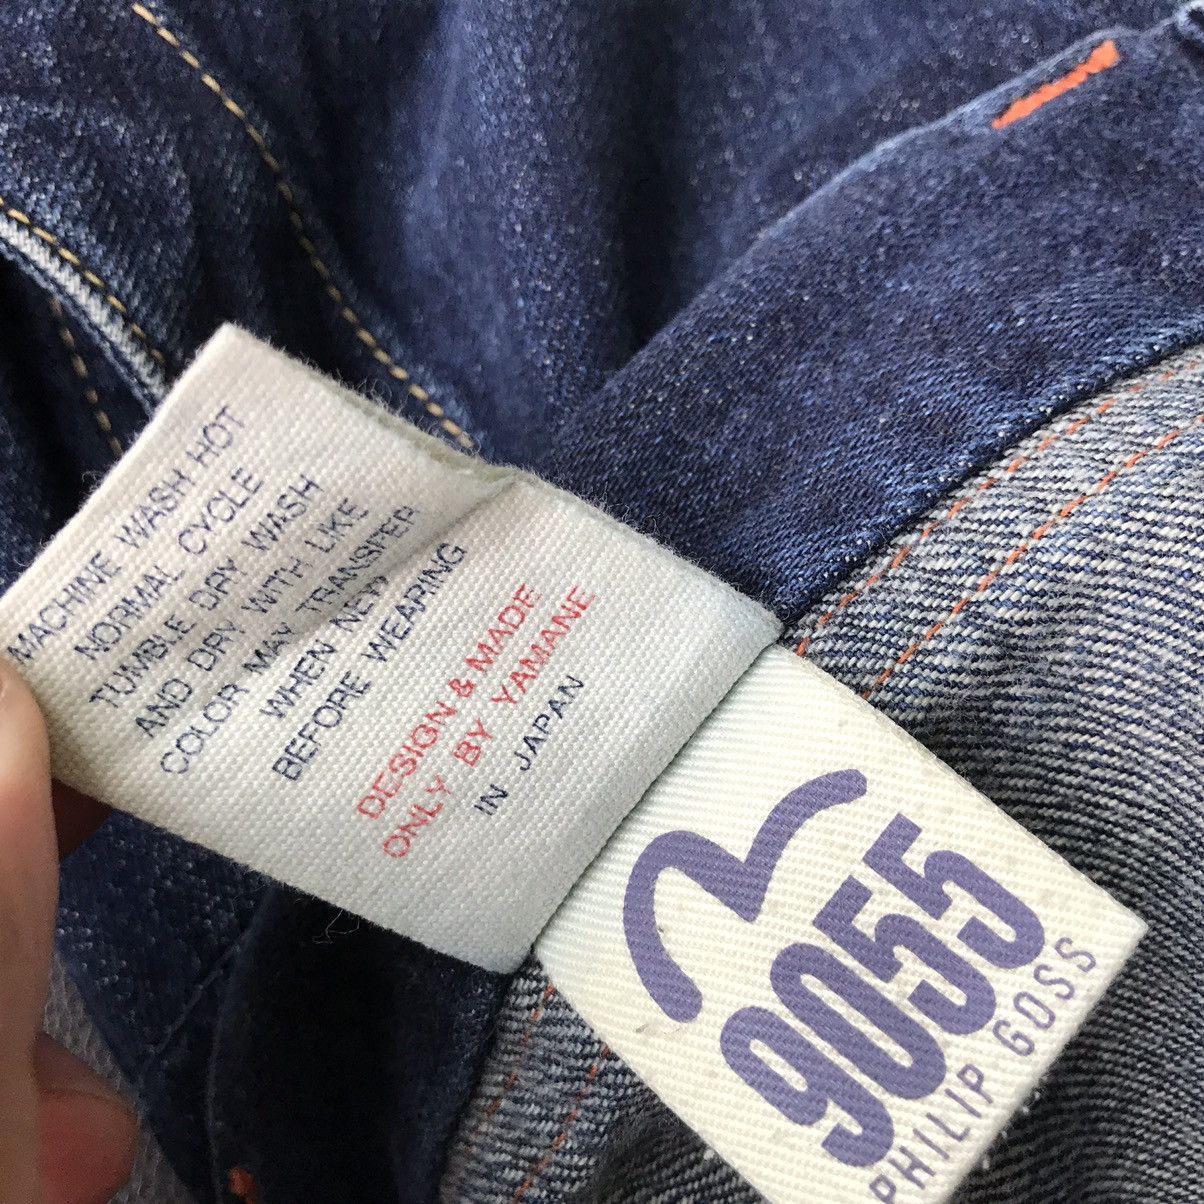 MACHINE WASH HOT
NORMAL CYCLE
TUMBLE DRY WASH
AND DRY WITH LIKE
COLOR MAY TRANSFER
WHEN NEW
BEFORE WEARING
DESIGN & MADE
ONLY BY YAMANE
IN JAPAN
9055
PHILIP GOSS